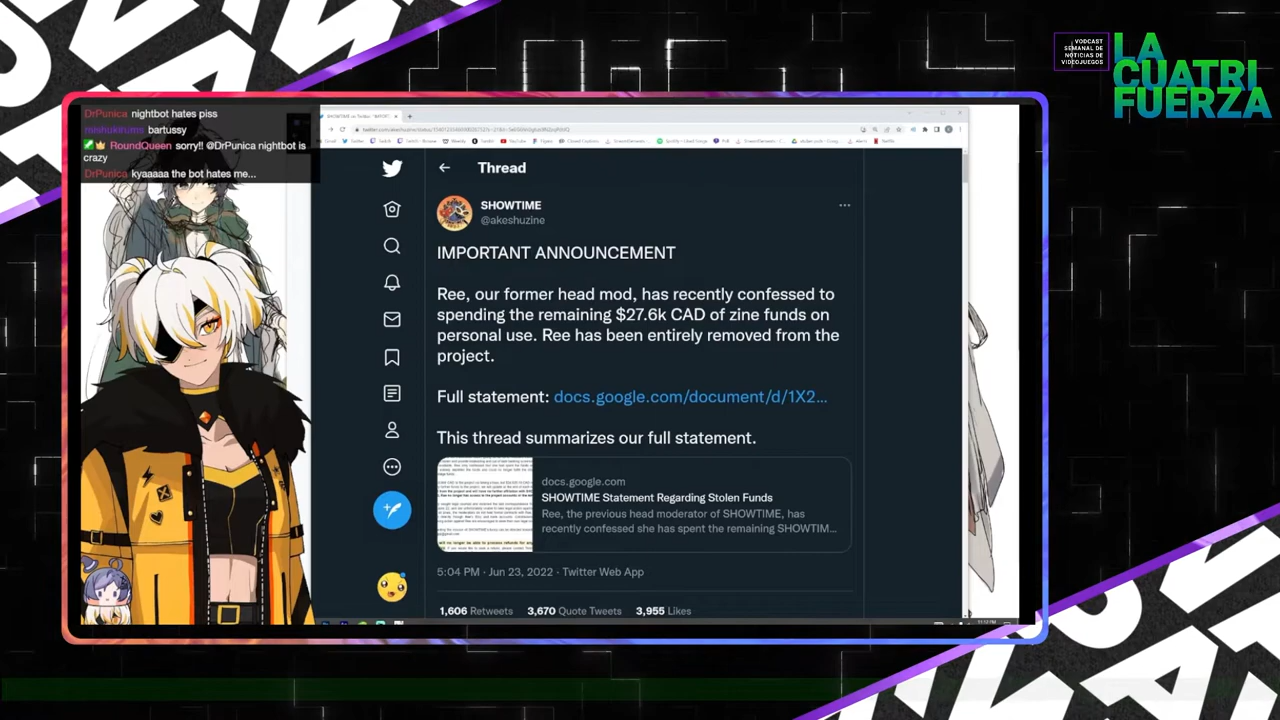 VODCAST
SEMANAL DE
NOTICIAS DE
VIDEOJUEGOS
LA
CUATRI
FUERZA
DrPunica nightbot hates piss
bartussy
RoundQueen sorry!! @DrPunica nightbot is
crazy
DrPunica kyaaaaa the bot hates me...
Thread
SHOWTIME
@akeshuzine
IMPORTANT ANNOUNCEMENT
Ree, our former head mod, has recently confessed to
spending the remaining $27.6k CAD of zine funds on
personal use. Ree has been entirely removed from the
project.
Full statement: docs.google.com/document/d/1X2...
This thread summarizes our full statement.
docs.google.com
SHOWTIME Statement Regarding Stolen Funds
Ree, the previous head moderator of SHOWTIME, has
recently confessed she has spent the remaining SHOWTIM...
5:04 PM · Jun 23, 2022 · Twitter Web App
1,606 Retweets 3,670 Quote Tweets 3,955 Likes